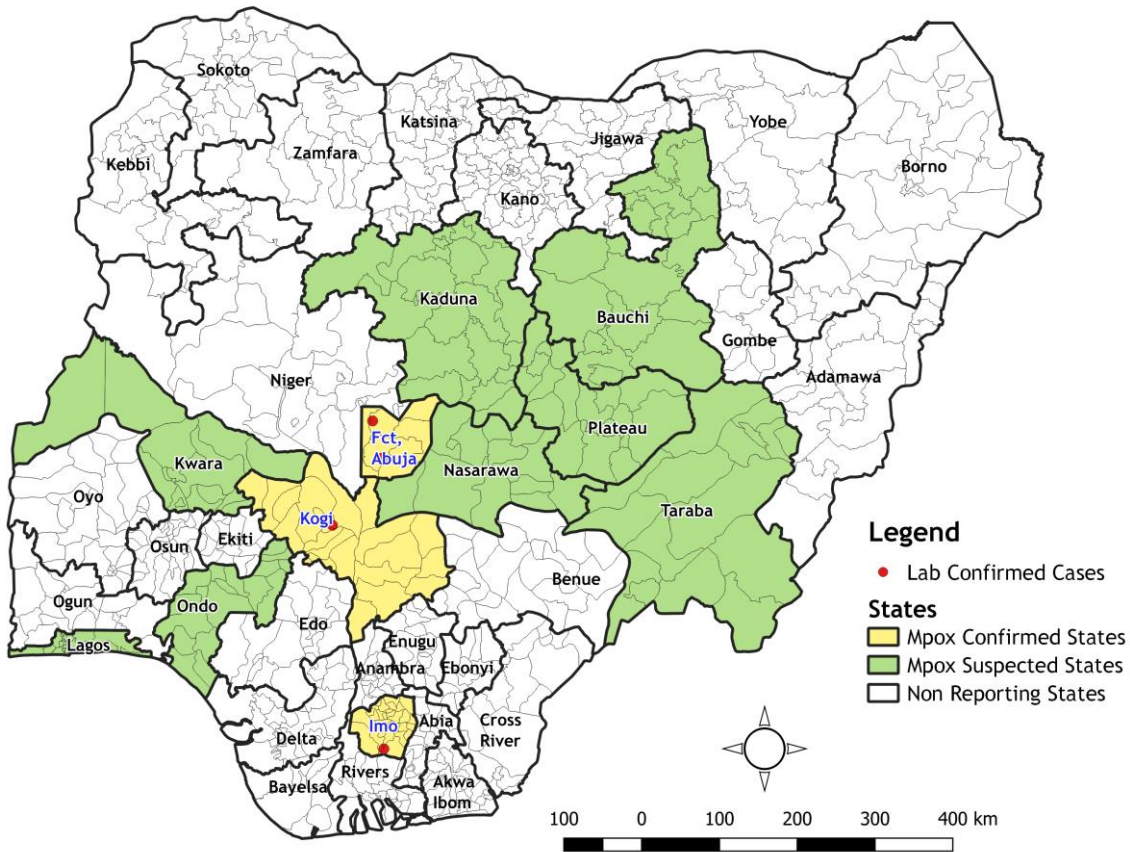 Sokoto
Katsina
Jigawa
Yobe
Kebbi
Zamfara
Kano
Borno
Kaduna
Bauchi
Gombe
Adamawa
Niger
Fct,
Abuja
Plateau
Kwara
Nasarawa
Oyo
Kogi
Taraba
Osun
Ekiti
Benue
Ogun
Ondo
Edo
Lagos
Enugu
Anambra
Ebonyi
Imo
Abia
Cross
River
Delta
Rivers
Bayelsa
Akwa
Ibom
Legend
Lab Confirmed Cases
States
Mpox Confirmed States
Mpox Suspected States
Non Reporting States
100 0 100 200 300 400 km